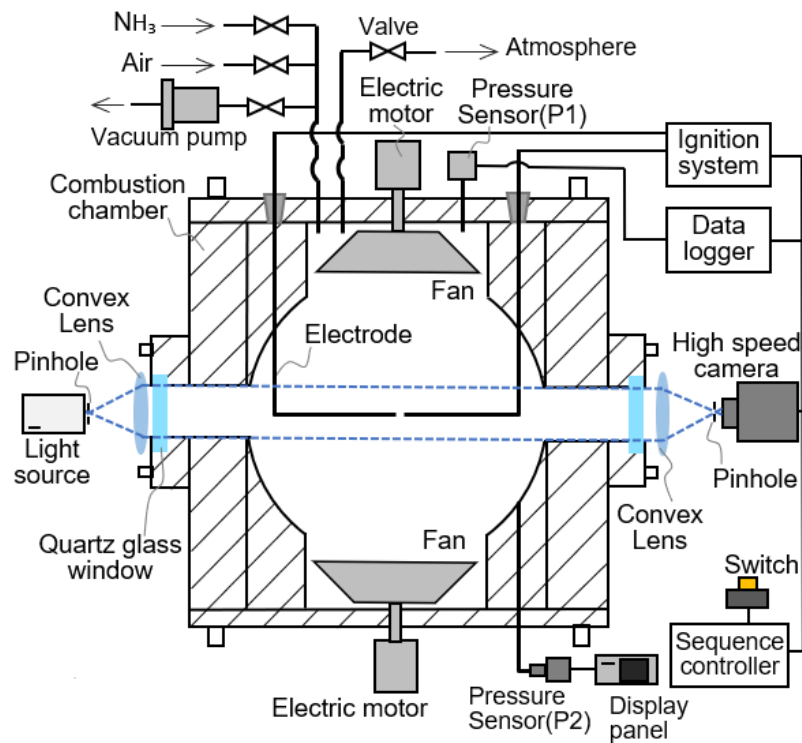 NH₃
Air
Vacuum pump
Valve
Atmosphere
Electric
motor
Pressure
Sensor(P1)
Ignition
system
Combustion
chamber
Data
logger
Fan
Convex
Lens
Electrode
Pinhole
High speed
camera
Light
source
Pinhole
Convex
Lens
Quartz glass
window
Fan
Switch
Sequence
controller
Electric motor
Pressure
Sensor(P2)
Display
panel